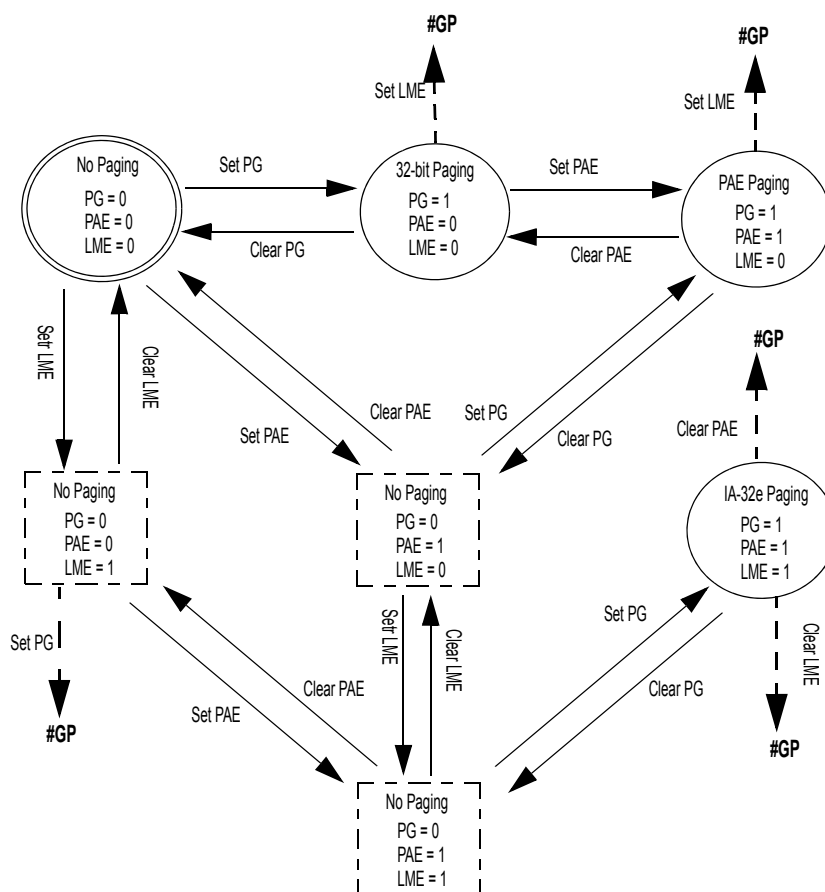 #GP
#GP
Set LME
Set LME
No Paging
PG = 0
PAE = 0
LME = 0
Set PG
Clear PG
32-bit Paging
PG = 1
PAE = 0
LME = 0
Set PAE
Clear PAE
PAE Paging
PG = 1
PAE = 1
LME = 0
Setr LME
Clear LME
Set PAE
Clear PAE
Set PG
Clear PG
#GP
Clear PAE
No Paging
PG = 0
PAE = 0
LME = 1
No Paging
PG = 0
PAE = 1
LME = 0
IA-32e Paging
PG = 1
PAE = 1
LME = 1
Set PG
#GP
Set PAE
Clear PAE
Setr LME
Clear LME
Set PG
Clear PG
Clear LME
#GP
No Paging
PG = 0
PAE = 1
LME = 1